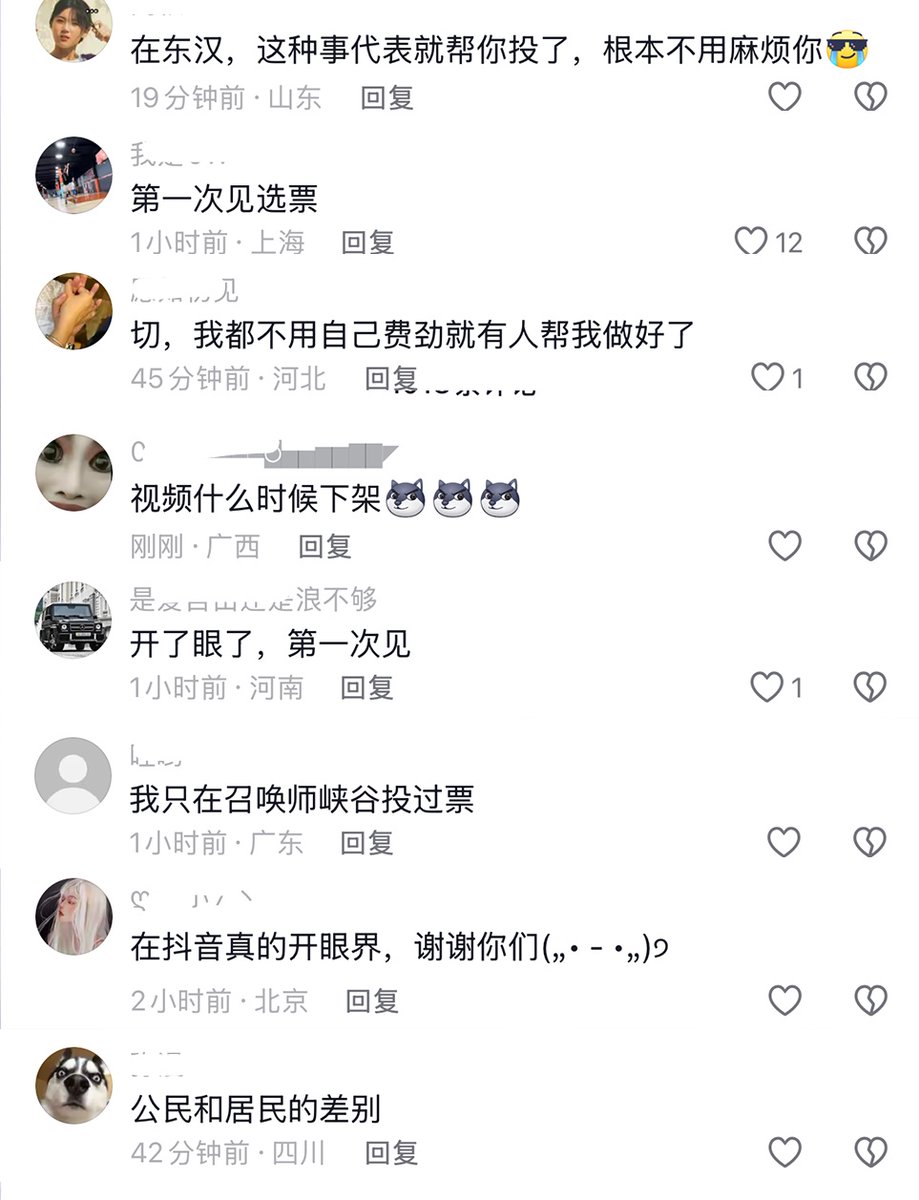 在东汉，这种事代表就帮你投了，根本不用麻烦你
19分钟前 · 山东 回复
第一次见选票
1小时前 · 上海 回复 12
切，我都不用自己费劲就有人帮我做好了
45分钟前 · 河北 回复 1
视频什么时候下架
刚刚 · 广西 回复
浪不够
开了眼了，第一次见
1小时前 · 河南 回复 1
我只在召唤师峡谷投过票
1小时前 · 广东 回复
在抖音真的开眼界，谢谢你们(„• - •„)੭
2小时前 · 北京 回复
公民和居民的差别
42分钟前 · 四川 回复